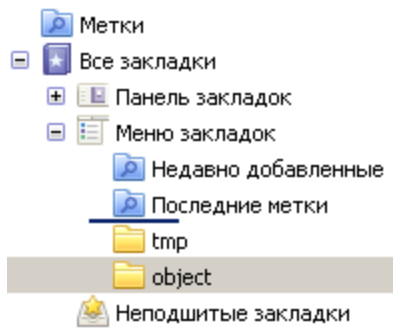 Метки
Все закладки
Панель закладок
Меню закладок
Недавно добавленные
Последние метки
tmp
object
Неподшитые закладки